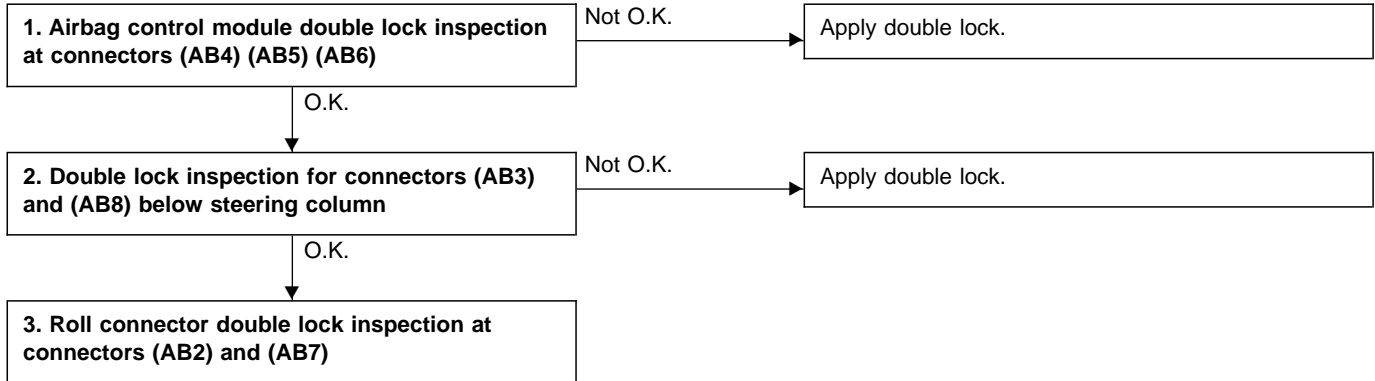 1. Airbag control module double lock inspection
at connectors (AB4) (AB5) (AB6)
Not O.K.
Apply double lock.
O.K.
2. Double lock inspection for connectors (AB3)
and (AB8) below steering column
Not O.K.
Apply double lock.
O.K.
3. Roll connector double lock inspection at
connectors (AB2) and (AB7)